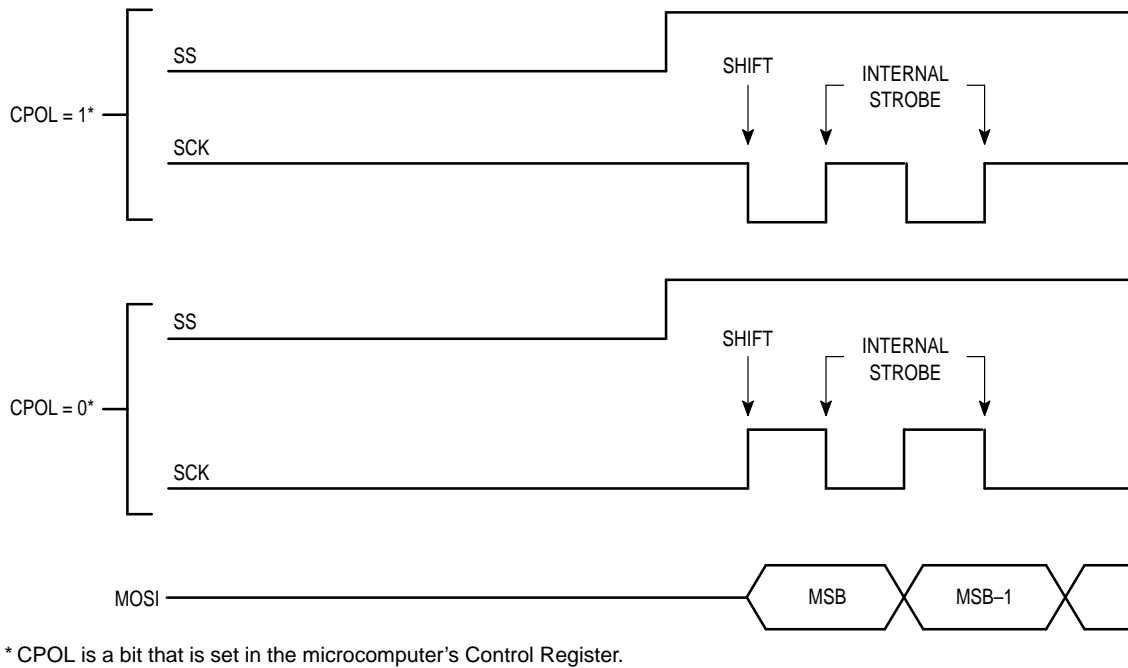 SS
SHIFT
INTERNAL
STROBE
CPOL = 1*
SCK
SS
SHIFT
INTERNAL
STROBE
CPOL = 0*
SCK
MOSI
MSB
MSB–1
* CPOL is a bit that is set in the microcomputer's Control Register.